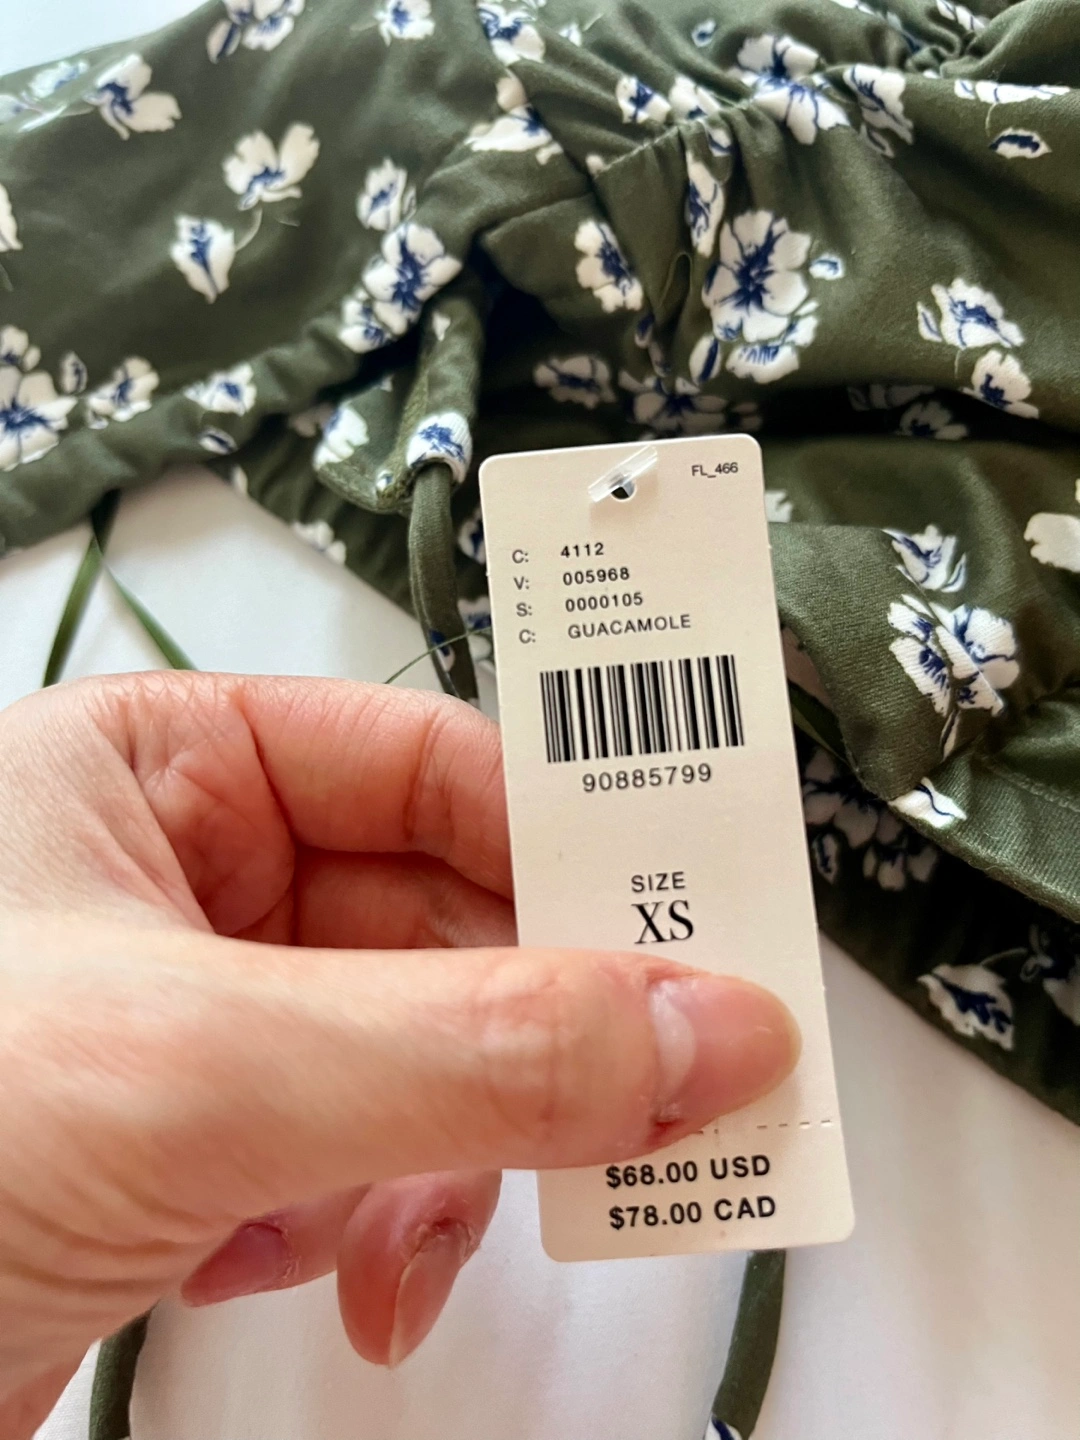 FL_466
C: 4112
V: 005968
S: 0000105
C: GUACAMOLE
90885799
SIZE
XS
$68.00 USD
$78.00 CAD